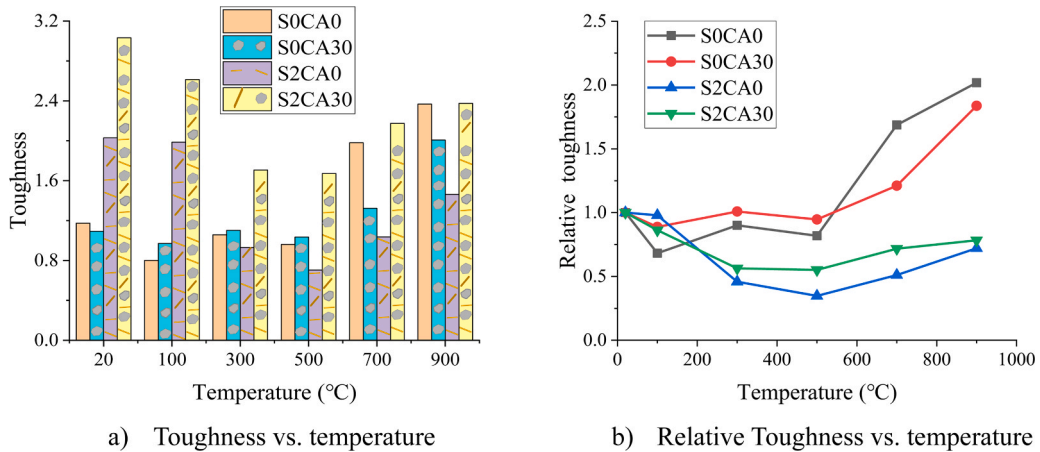 3.2
2.4
1.6
0.8
0.0
Toughness
S0CA0
S0CA30
S2CA0
S2CA30
20 100 300 500 700 900
Temperature (℃)
a) Toughness vs. temperature
2.5
2.0
1.5
1.0
0.5
0.0
Relative toughness
S0CA0
S0CA30
S2CA0
S2CA30
0 200 400 600 800 1000
Temperature (℃)
b) Relative Toughness vs. temperature